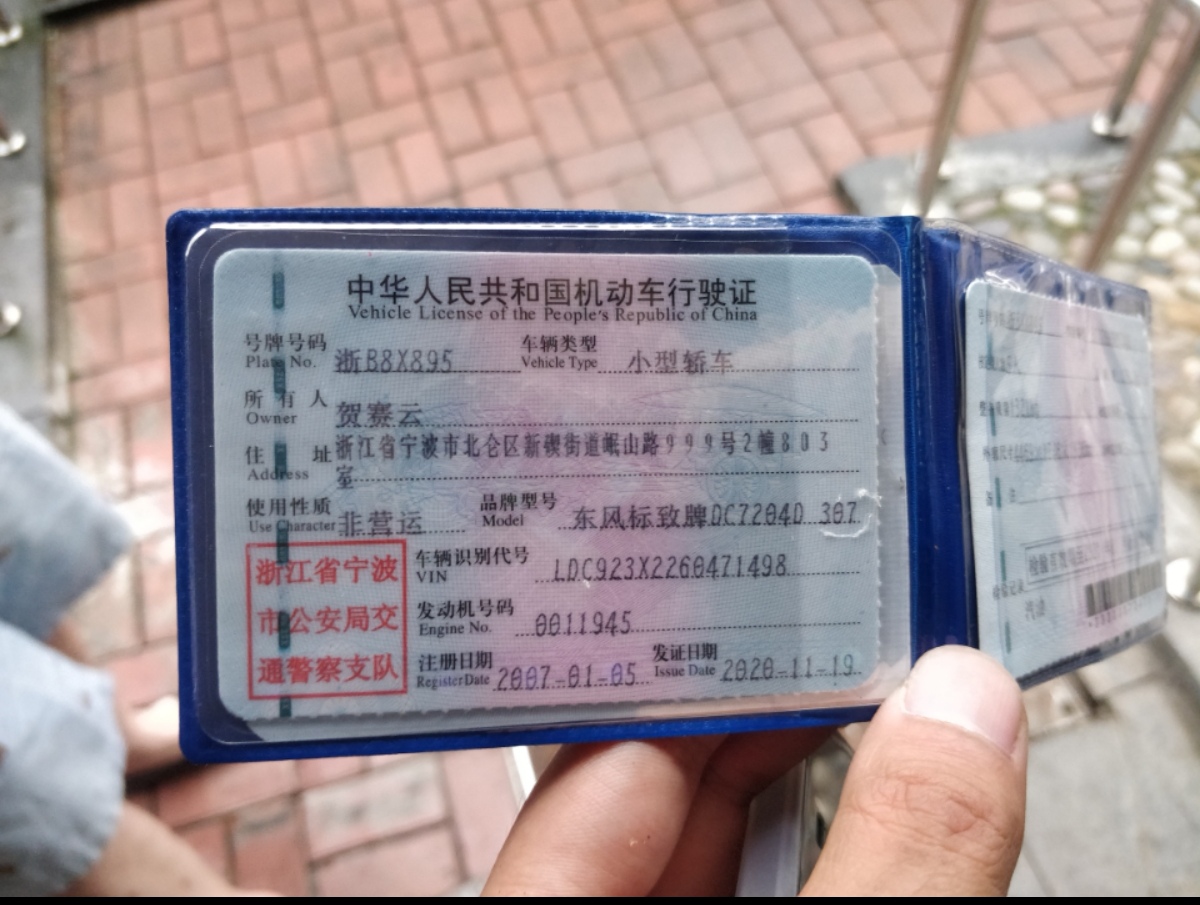 中华人民共和国机动车行驶证
Vehicle License of the People's Republic of China
号牌号码 浙B8X895 车辆类型 小型轿车
Plate No. Vehicle Type
所有人 贺赛云
Owner
住址 浙江省宁波市北仑区新碶街道岷山路999号2幢803
Address 室
使用性质 非营运 品牌型号 东风标致牌DC7204D 307
Use Character Model
浙江省宁波
市公安局交
通警察支队
车辆识别代号 LDC923X2260471498
VIN
发动机号码 0011945
Engine No.
注册日期 2007-01-05 发证日期 2020-11-19
Register Date Issue Date
汽油